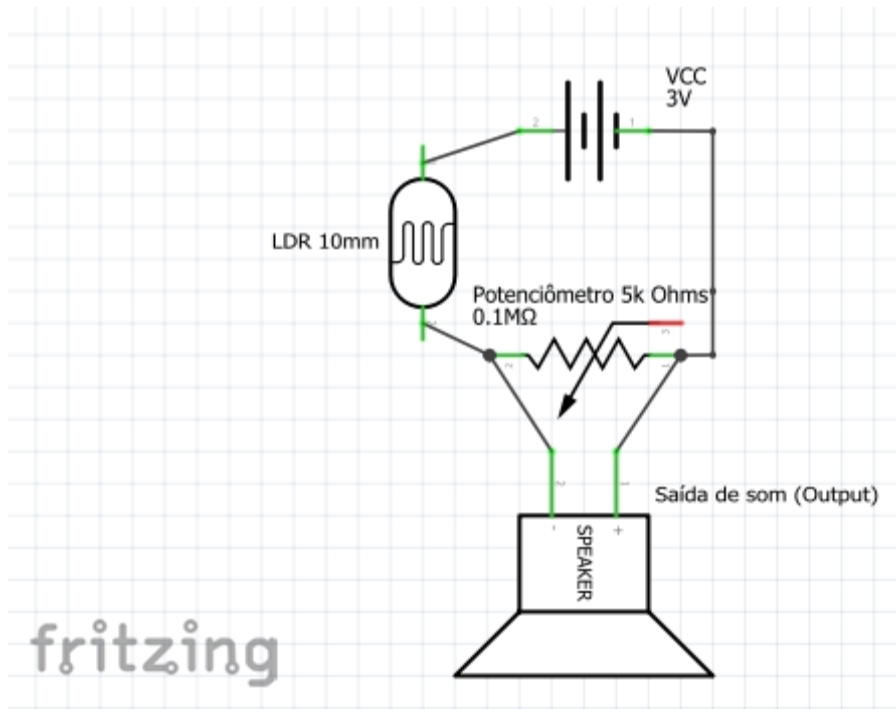 VCC
3V
2
1
LDR 10mm
Potenciômetro 5k Ohms*
0.1MΩ
3
2
1
2
1
Saída de som (Output)
-
+
SPEAKER
fritzing